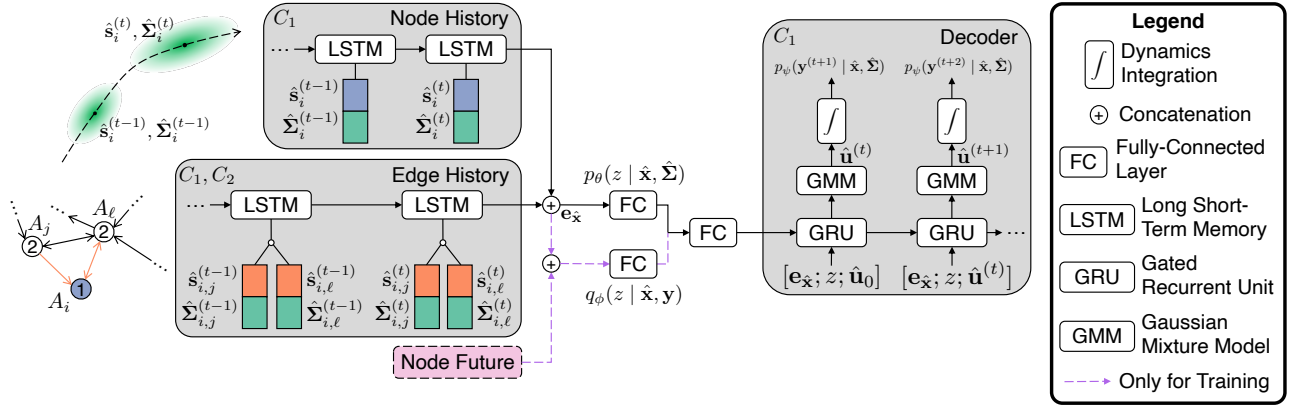 ŝ_i^(t), Σ̂_i^(t)
ŝ_i^(t−1), Σ̂_i^(t−1)
A_j
A_ℓ
2
2
1
A_i
C_1
Node History
...
LSTM
LSTM
ŝ_i^(t−1)
ŝ_i^(t)
Σ̂_i^(t−1)
Σ̂_i^(t)
C_1, C_2
Edge History
...
LSTM
LSTM
ŝ_{i,j}^(t−1)
ŝ_{i,ℓ}^(t−1)
ŝ_{i,j}^(t)
ŝ_{i,ℓ}^(t)
Σ̂_{i,j}^(t−1)
Σ̂_{i,ℓ}^(t−1)
Σ̂_{i,j}^(t)
Σ̂_{i,ℓ}^(t)
Node Future
+
e_x̂
+
p_θ(z | x̂, Σ̂)
FC
FC
q_ϕ(z | x̂, y)
FC
C_1
Decoder
p_ψ(y^(t+1) | x̂, Σ̂)
p_ψ(y^(t+2) | x̂, Σ̂)
∫
∫
û^(t)
û^(t+1)
GMM
GMM
GRU
GRU
...
[e_x̂; z; û_0]
[e_x̂; z; û^(t)]
Legend
∫
Dynamics
Integration
+
Concatenation
FC
Fully-Connected
Layer
LSTM
Long Short-
Term Memory
GRU
Gated
Recurrent Unit
GMM
Gaussian
Mixture Model
Only for Training